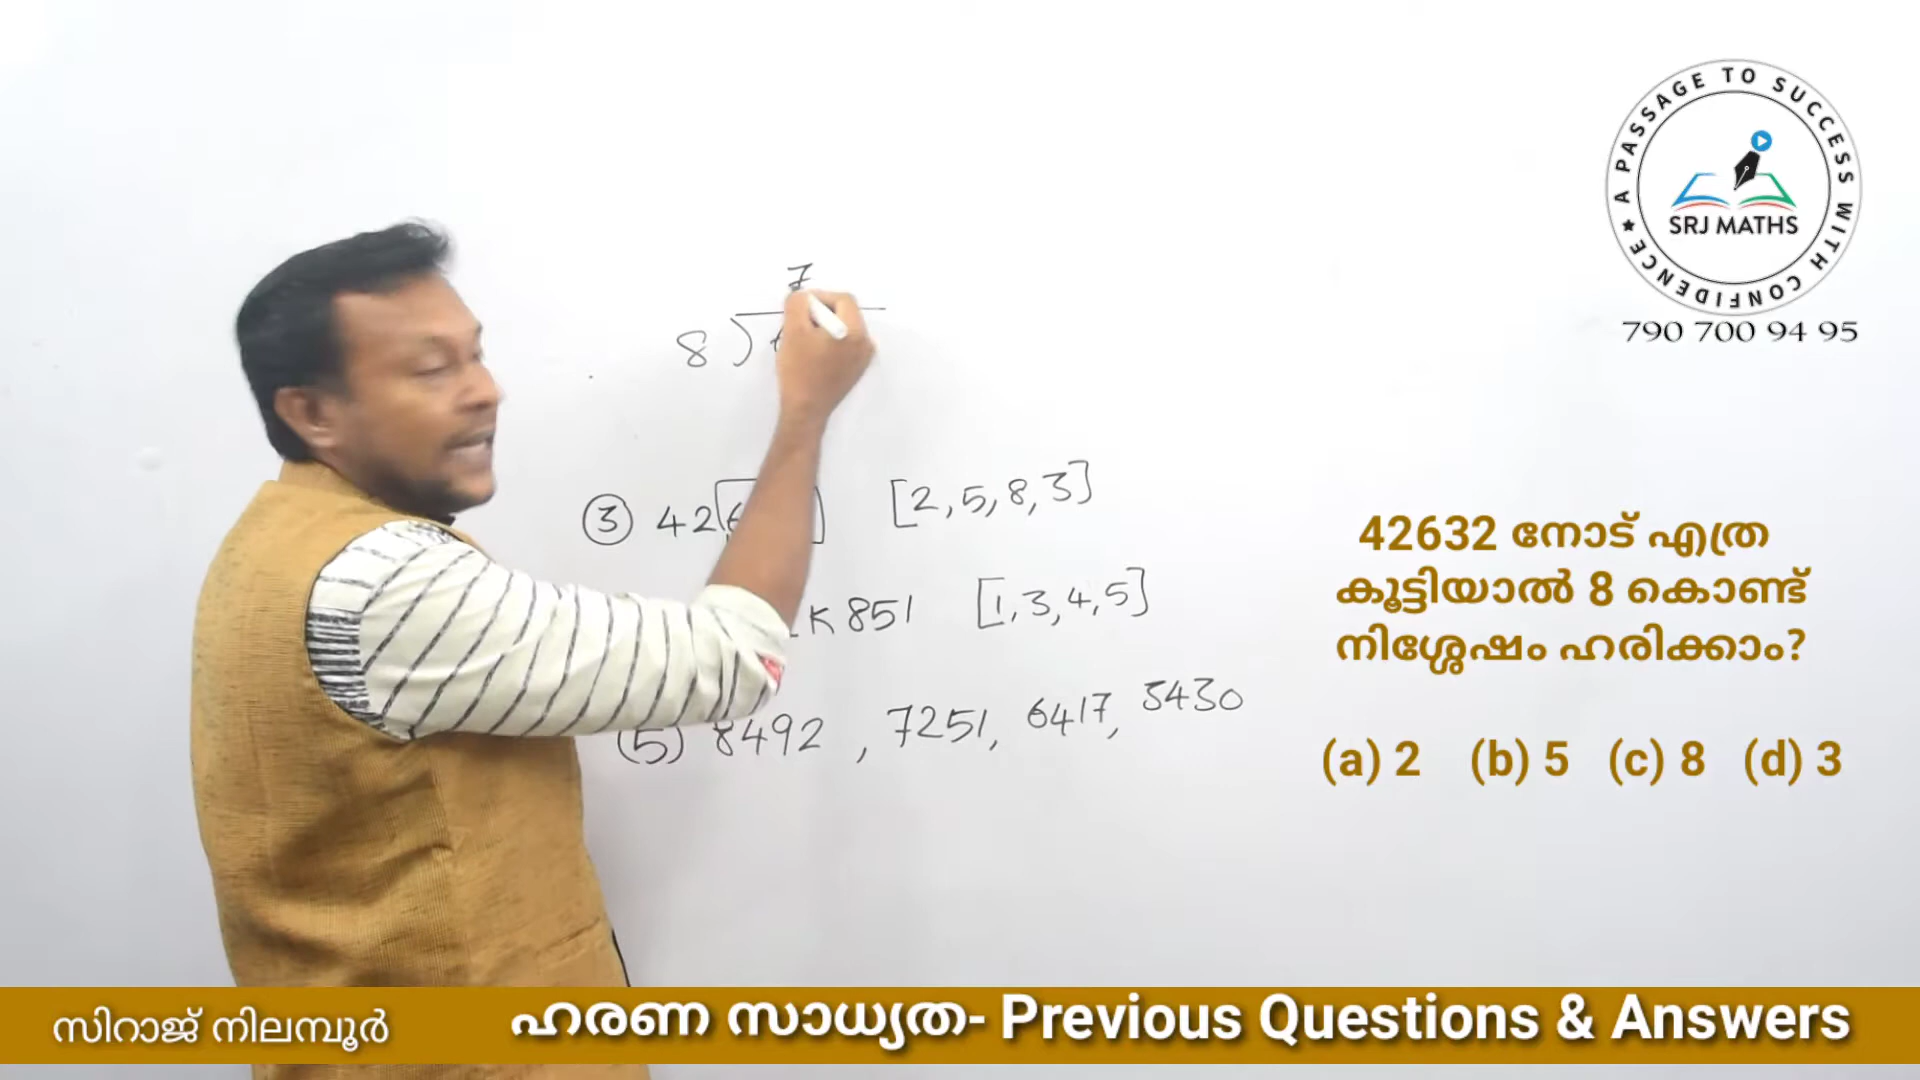 A PASSAGE TO SUCCESS WITH CONFIDENCE
SRJ MATHS
790 700 94 95
7
8
3 42 [2,5,8,3]
K851 [1,3,4,5]
(5) 8492, 7251, 6417, 5430
42632 നോട് എത്ര
കൂട്ടിയാൽ 8 കൊണ്ട്
നിശ്ശേഷം ഹരിക്കാം?
(a) 2 (b) 5 (c) 8 (d) 3
സിറാജ് നിലമ്പൂർ
ഹരണ സാധ്യത- Previous Questions & Answers